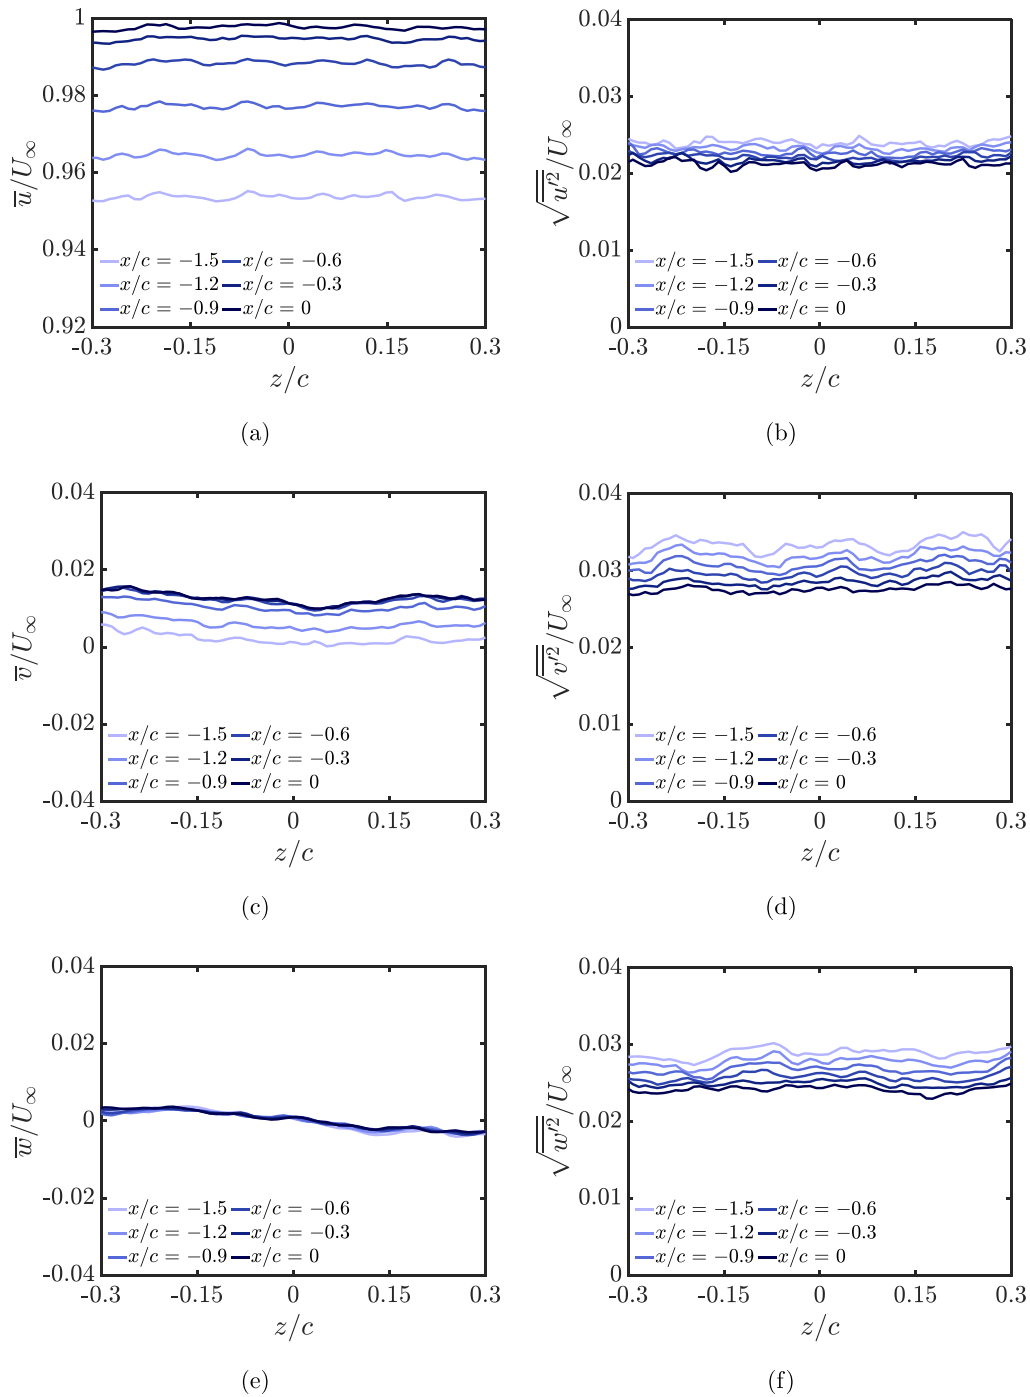 1
0.98
0.96
0.94
0.92
u̅/U∞
x/c = −1.5 x/c = −0.6
x/c = −1.2 x/c = −0.3
x/c = −0.9 x/c = 0
-0.3 -0.15 0 0.15 0.3
z/c
(a)
0.04
0.03
0.02
0.01
0
√u′²/U∞
x/c = −1.5 x/c = −0.6
x/c = −1.2 x/c = −0.3
x/c = −0.9 x/c = 0
-0.3 -0.15 0 0.15 0.3
z/c
(b)
0.04
0.02
0
-0.02
-0.04
v̅/U∞
x/c = −1.5 x/c = −0.6
x/c = −1.2 x/c = −0.3
x/c = −0.9 x/c = 0
-0.3 -0.15 0 0.15 0.3
z/c
(c)
0.04
0.03
0.02
0.01
0
√v′²/U∞
x/c = −1.5 x/c = −0.6
x/c = −1.2 x/c = −0.3
x/c = −0.9 x/c = 0
-0.3 -0.15 0 0.15 0.3
z/c
(d)
0.04
0.02
0
-0.02
-0.04
w̅/U∞
x/c = −1.5 x/c = −0.6
x/c = −1.2 x/c = −0.3
x/c = −0.9 x/c = 0
-0.3 -0.15 0 0.15 0.3
z/c
(e)
0.04
0.03
0.02
0.01
0
√w′²/U∞
x/c = −1.5 x/c = −0.6
x/c = −1.2 x/c = −0.3
x/c = −0.9 x/c = 0
-0.3 -0.15 0 0.15 0.3
z/c
(f)